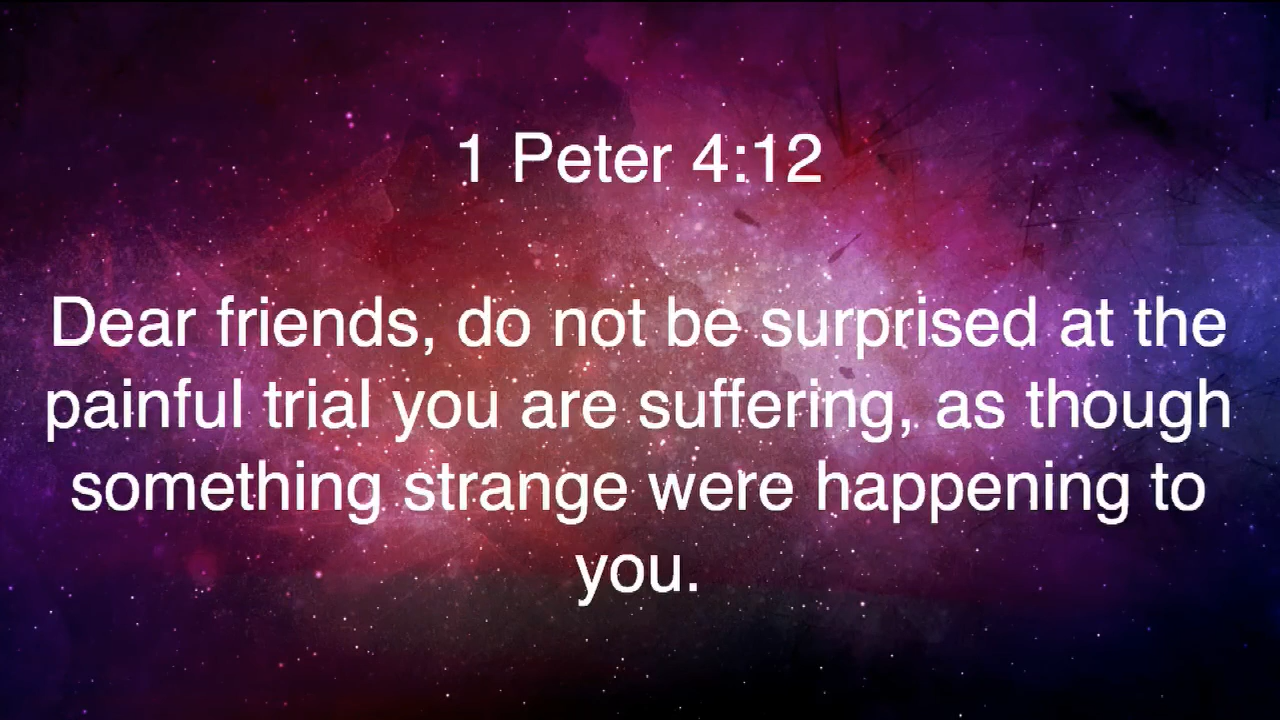 1 Peter 4:12
Dear friends, do not be surprised at the
painful trial you are suffering, as though
something strange were happening to
you.